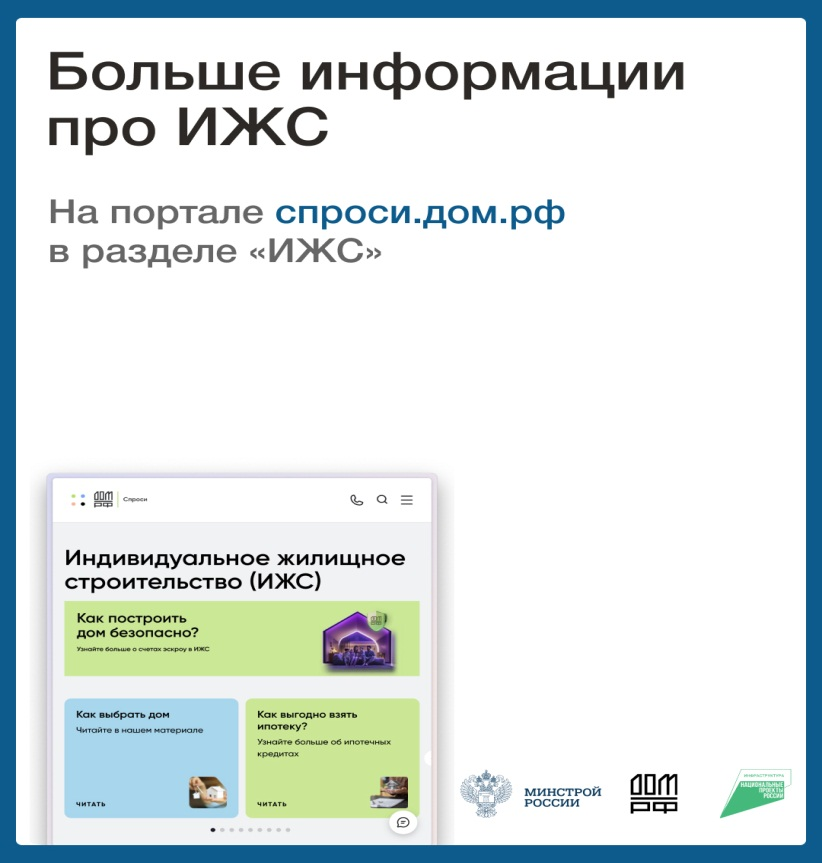 Больше информации
про ИЖС
На портале спроси.дом.рф
в разделе «ИЖС»
ДОМ
РФ
Спроси
Индивидуальное жилищное
строительство (ИЖС)
Как построить
дом безопасно?
Узнайте больше о счетах эскроу в ИЖС
ДОМ
РФ
Как выбрать дом
Читайте в нашем материале
ЧИТАТЬ
Как выгодно взять
ипотеку?
Узнайте больше об ипотечных
кредитах
ЧИТАТЬ
МИНСТРОЙ
РОССИИ
ДОМ
РФ
ИНФРАСТРУКТУРА
НАЦИОНАЛЬНЫЕ
ПРОЕКТЫ
РОССИИ